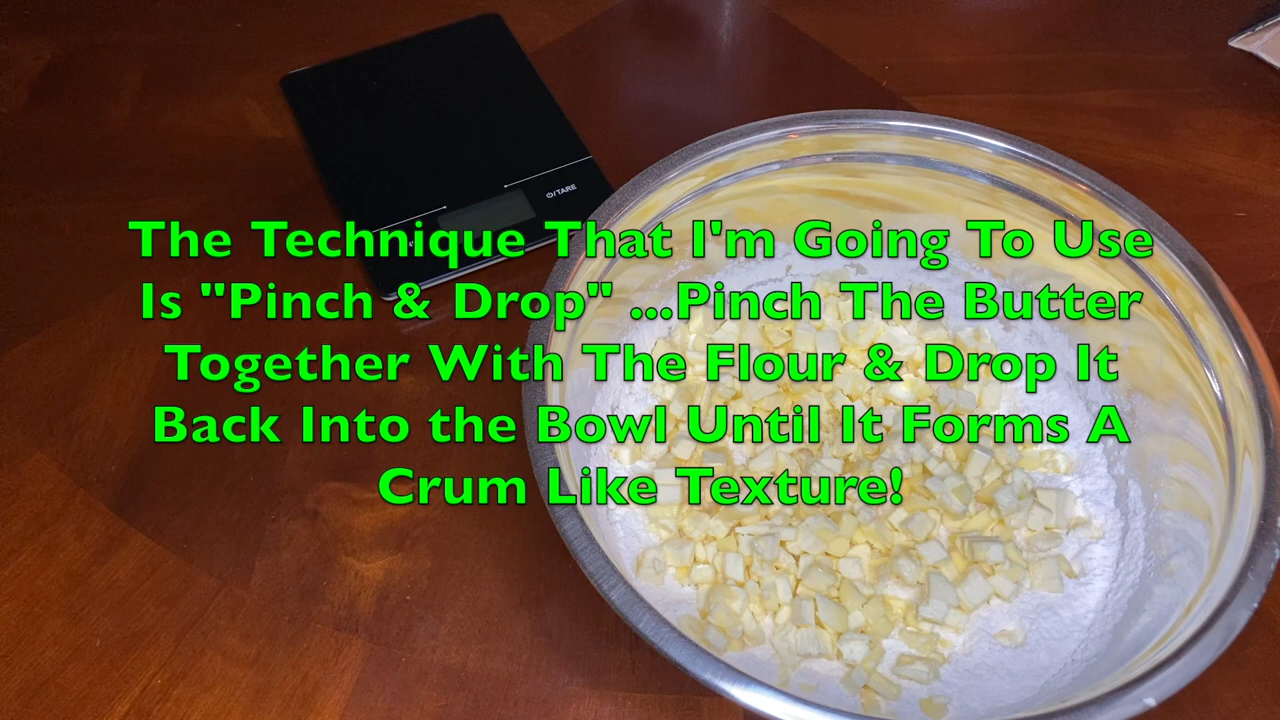 ⏻/TARE
The Technique That I'm Going To Use
Is "Pinch & Drop" ...Pinch The Butter
Together With The Flour & Drop It
Back Into the Bowl Until It Forms A
Crum Like Texture!